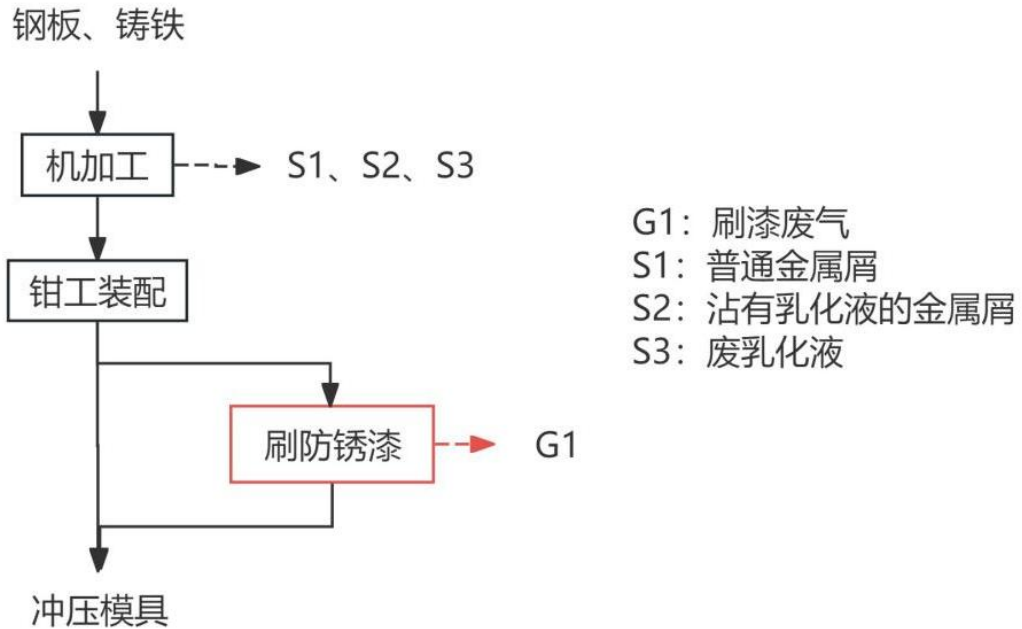 钢板、铸铁
机加工
S1、S2、S3
钳工装配
刷防锈漆
G1
冲压模具
G1：刷漆废气
S1：普通金属屑
S2：沾有乳化液的金属屑
S3：废乳化液